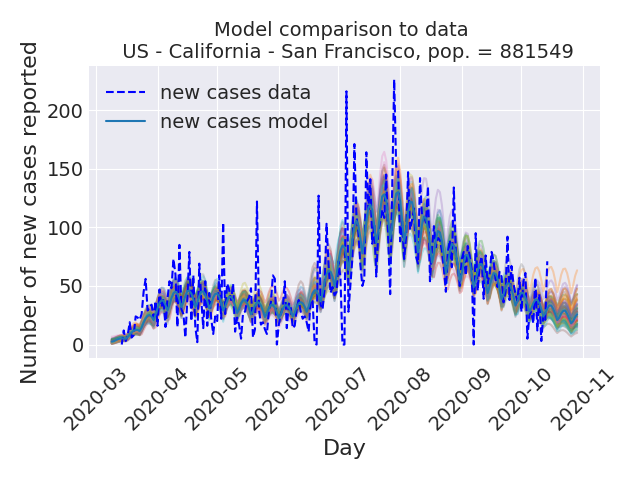 Model comparison to data
US - California - San Francisco, pop. = 881549
new cases data
new cases model
Number of new cases reported
200
150
100
50
0
2020-03
2020-04
2020-05
2020-06
2020-07
2020-08
2020-09
2020-10
2020-11
Day